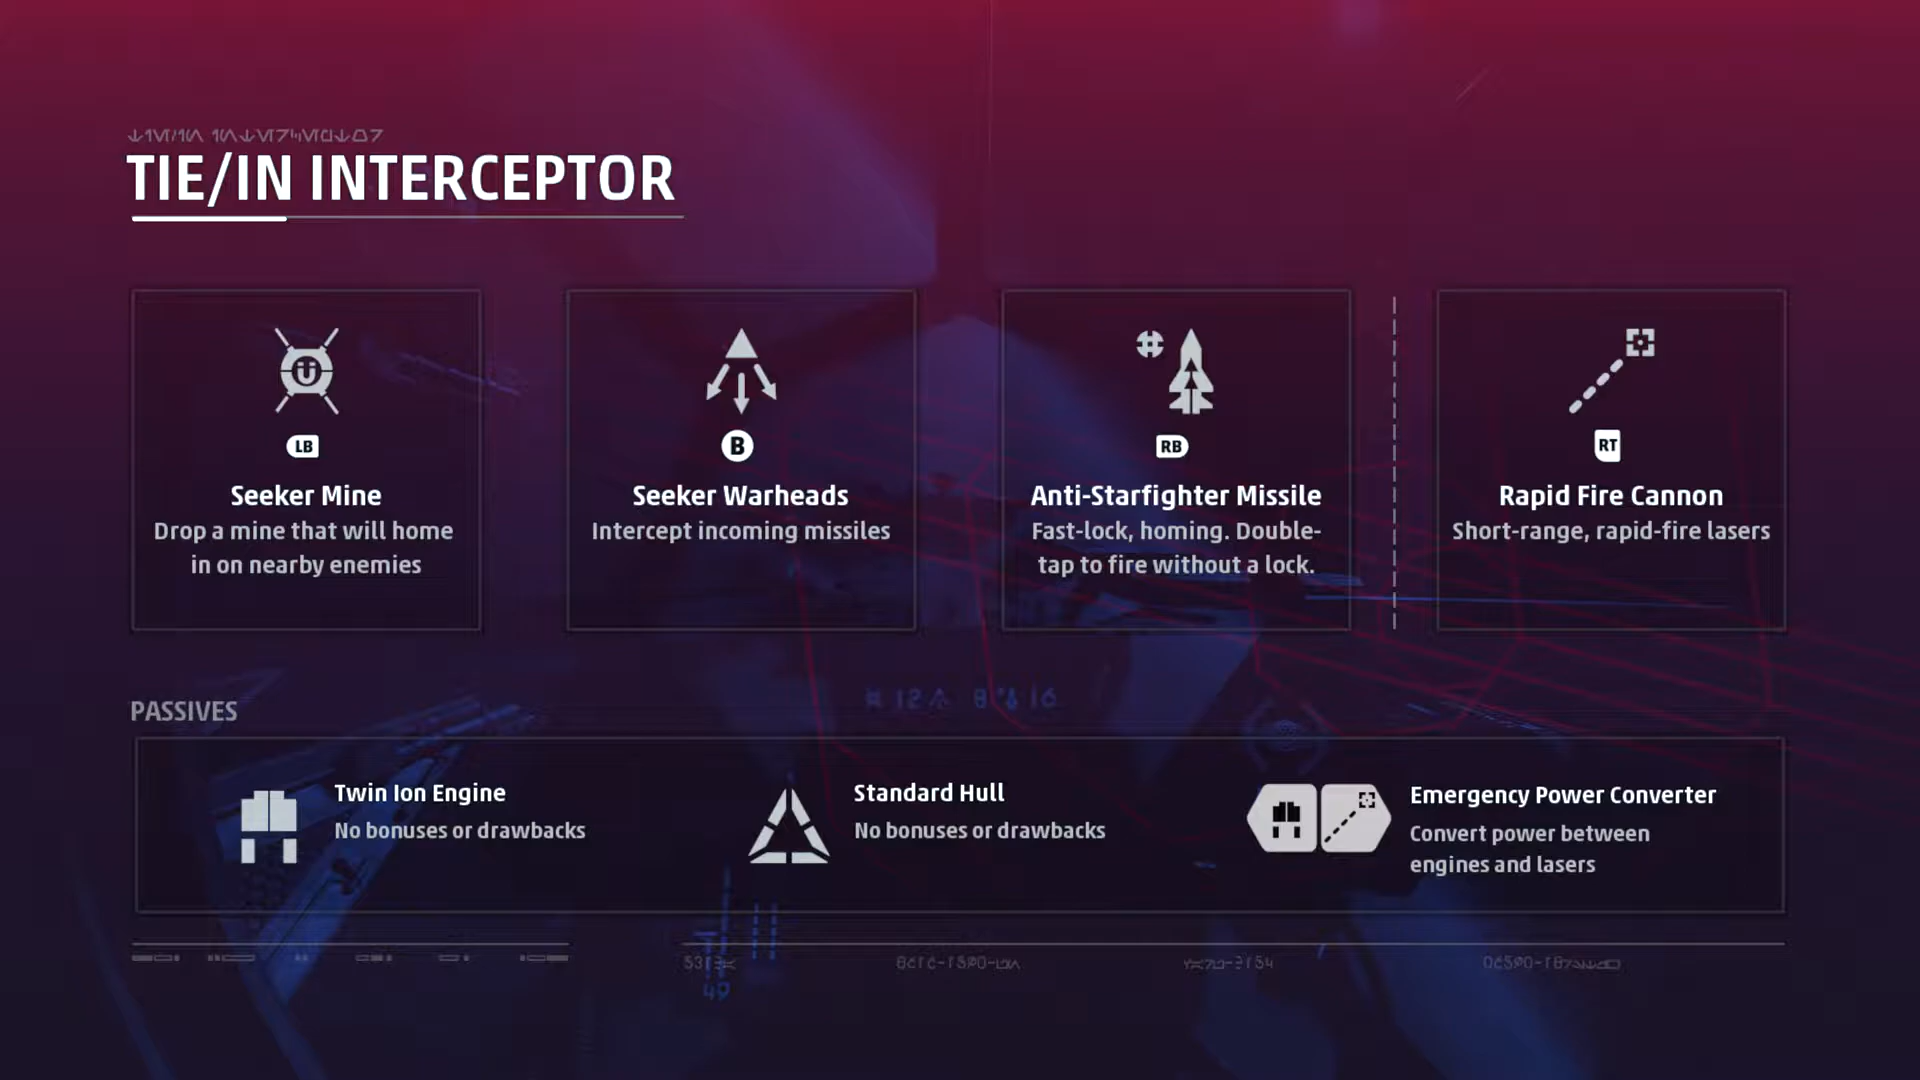 TIE/IN INTERCEPTOR
LB
Seeker Mine
Drop a mine that will home
in on nearby enemies
B
Seeker Warheads
Intercept incoming missiles
RB
Anti-Starfighter Missile
Fast-lock, homing. Double-
tap to fire without a lock.
RT
Rapid Fire Cannon
Short-range, rapid-fire lasers
PASSIVES
Twin Ion Engine
No bonuses or drawbacks
Standard Hull
No bonuses or drawbacks
Emergency Power Converter
Convert power between
engines and lasers